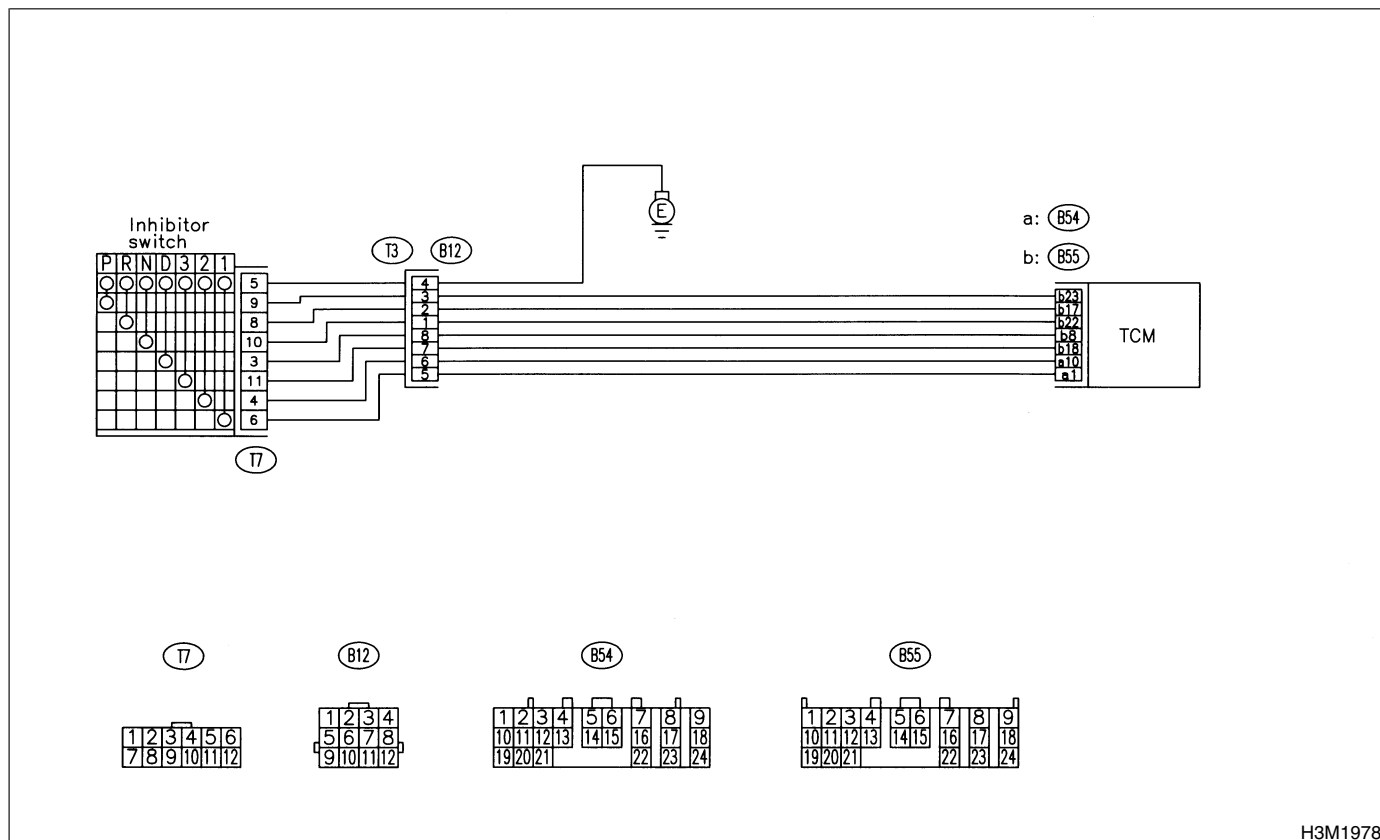 E
a: B54
b: B55
Inhibitor
switch
T3 B12
P R N D 3 2 1
5
9
8
10
3
11
4
6
4
3
2
1
8
7
6
5
b23
b17
b22
b8
b18
a10
a1
TCM
T7
T7 B12 B54 B55
1 2 3 4 5 6
7 8 9 10 11 12
1 2 3 4
5 6 7 8
9 10 11 12
1 2 3 4 5 6 7 8 9
10 11 12 13 14 15 16 17 18
19 20 21 22 23 24
1 2 3 4 5 6 7 8 9
10 11 12 13 14 15 16 17 18
19 20 21 22 23 24
H3M1978